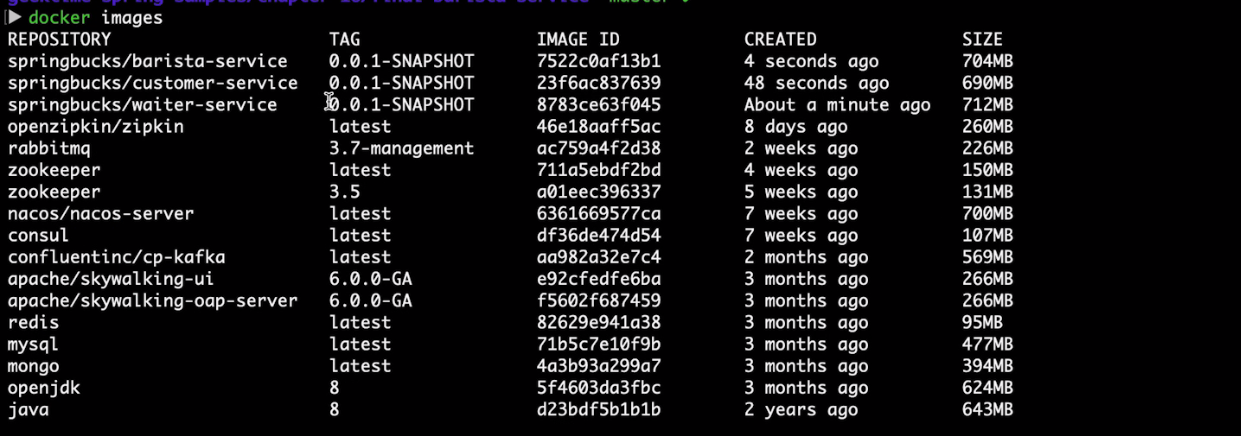 docker images
REPOSITORY TAG IMAGE ID CREATED SIZE
springbucks/barista-service 0.0.1-SNAPSHOT 7522c0af13b1 4 seconds ago 704MB
springbucks/customer-service 0.0.1-SNAPSHOT 23f6ac837639 48 seconds ago 690MB
springbucks/waiter-service 0.0.1-SNAPSHOT 8783ce63f045 About a minute ago 712MB
openzipkin/zipkin latest 46e18aaff5ac 8 days ago 260MB
rabbitmq 3.7-management ac759a4f2d38 2 weeks ago 226MB
zookeeper latest 711a5ebdf2bd 4 weeks ago 150MB
zookeeper 3.5 a01eec396337 5 weeks ago 131MB
nacos/nacos-server latest 6361669577ca 7 weeks ago 700MB
consul latest df36de474d54 7 weeks ago 107MB
confluentinc/cp-kafka latest aa982a32e7c4 2 months ago 569MB
apache/skywalking-ui 6.0.0-GA e92cfedfe6ba 3 months ago 266MB
apache/skywalking-oap-server 6.0.0-GA f5602f687459 3 months ago 266MB
redis latest 82629e941a38 3 months ago 95MB
mysql latest 71b5c7e10f9b 3 months ago 477MB
mongo latest 4a3b93a299a7 3 months ago 394MB
openjdk 8 5f4603da3fbc 3 months ago 624MB
java 8 d23bdf5b1b1b 2 years ago 643MB